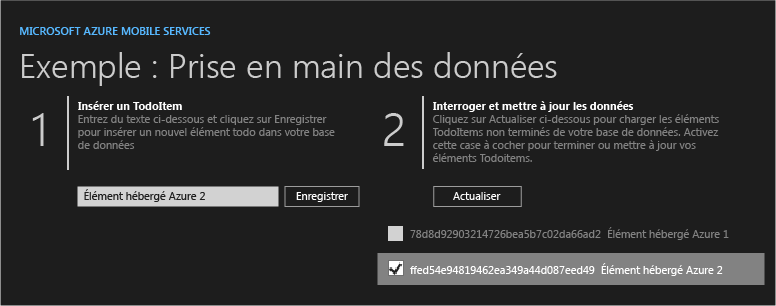 MICROSOFT AZURE MOBILE SERVICES
Exemple : Prise en main des données
1
Insérer un TodoItem
Entrez du texte ci-dessous et cliquez sur Enregistrer
pour insérer un nouvel élément todo dans votre base
de données
Élément hébergé Azure 2
Enregistrer
2
Interroger et mettre à jour les données
Cliquez sur Actualiser ci-dessous pour charger les éléments
TodoItems non terminés de votre base de données. Activez
cette case à cocher pour terminer ou mettre à jour vos
éléments Todoitems.
Actualiser
78d8d92903214726bea5b7c02da66ad2 Élément hébergé Azure 1
ffed54e94819462ea349a44d087eed49 Élément hébergé Azure 2